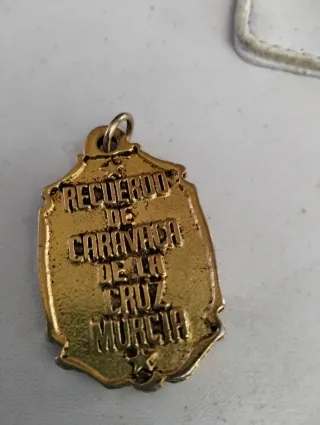 RECUERDO
DE
CARAVACA
DE LA
CRUZ
MURCIA